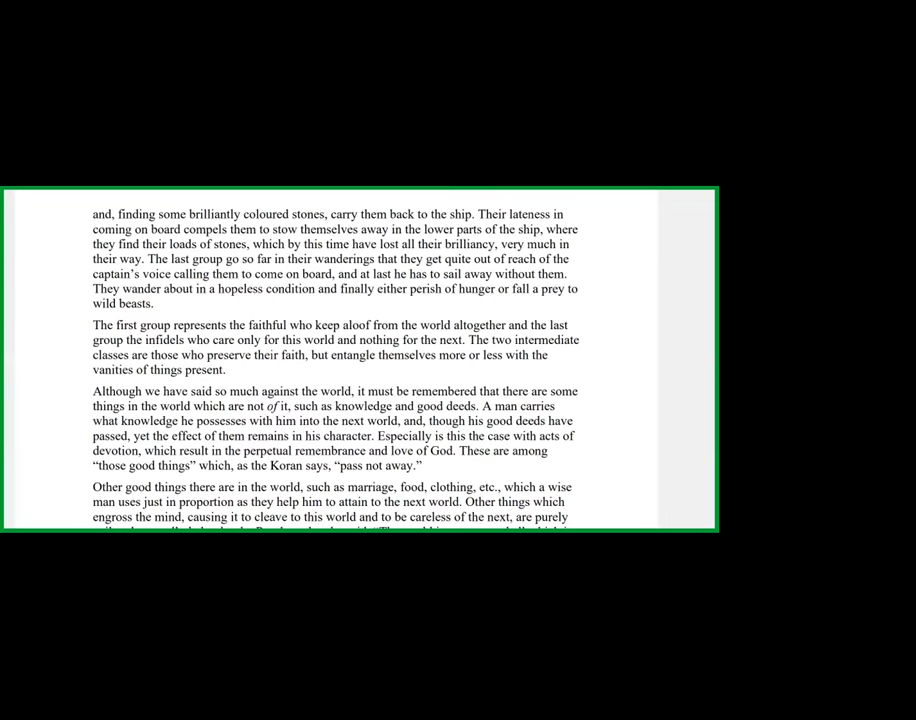 and, finding some brilliantly coloured stones, carry them back to the ship. Their lateness in
coming on board compels them to stow themselves away in the lower parts of the ship, where
they find their loads of stones, which by this time have lost all their brilliancy, very much in
their way. The last group go so far in their wanderings that they get quite out of reach of the
captain’s voice calling them to come on board, and at last he has to sail away without them.
They wander about in a hopeless condition and finally either perish of hunger or fall a prey to
wild beasts.
The first group represents the faithful who keep aloof from the world altogether and the last
group the infidels who care only for this world and nothing for the next. The two intermediate
classes are those who preserve their faith, but entangle themselves more or less with the
vanities of things present.
Although we have said so much against the world, it must be remembered that there are some
things in the world which are not of it, such as knowledge and good deeds. A man carries
what knowledge he possesses with him into the next world, and, though his good deeds have
passed, yet the effect of them remains in his character. Especially is this the case with acts of
devotion, which result in the perpetual remembrance and love of God. These are among
“those good things” which, as the Koran says, “pass not away.”
Other good things there are in the world, such as marriage, food, clothing, etc., which a wise
man uses just in proportion as they help him to attain to the next world. Other things which
engross the mind, causing it to cleave to this world and to be careless of the next, are purely